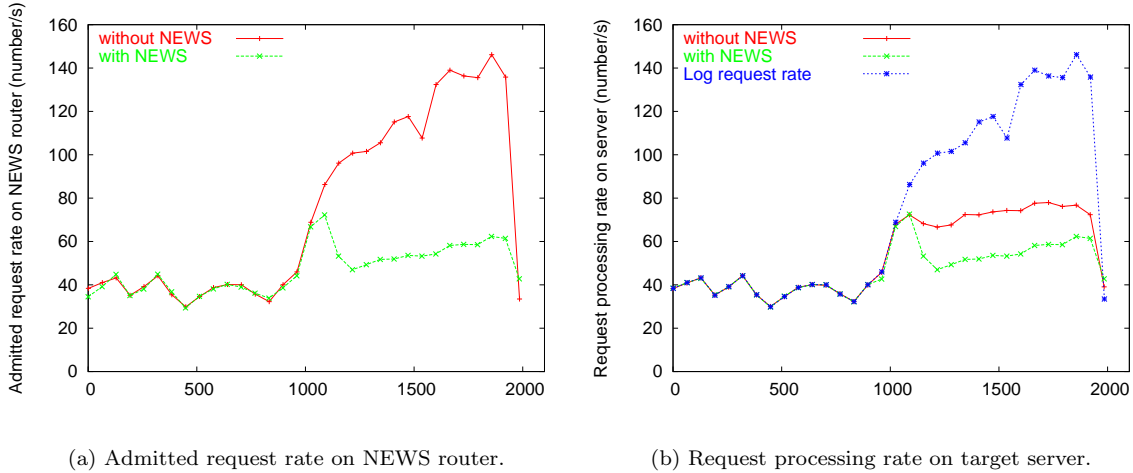 Admitted request rate on NEWS router (number/s)
160
140
120
100
80
60
40
20
0
without NEWS
with NEWS
0 500 1000 1500 2000
Request processing rate on server (number/s)
160
140
120
100
80
60
40
20
0
without NEWS
with NEWS
Log request rate
0 500 1000 1500 2000
(a) Admitted request rate on NEWS router.
(b) Request processing rate on target server.